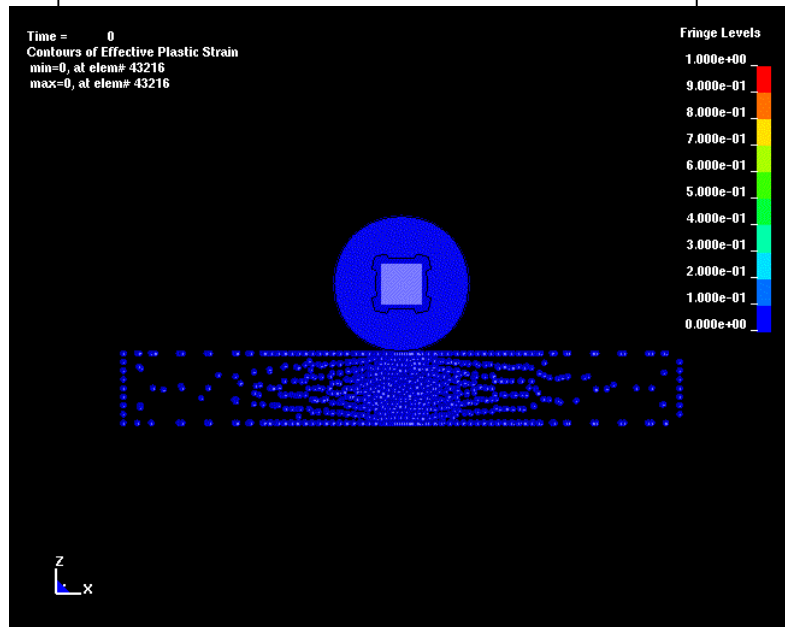 Time = 0
Contours of Effective Plastic Strain
min=0, at elem# 43216
max=0, at elem# 43216
Fringe Levels
1.000e+00
9.000e-01
8.000e-01
7.000e-01
6.000e-01
5.000e-01
4.000e-01
3.000e-01
2.000e-01
1.000e-01
0.000e+00
Z
X